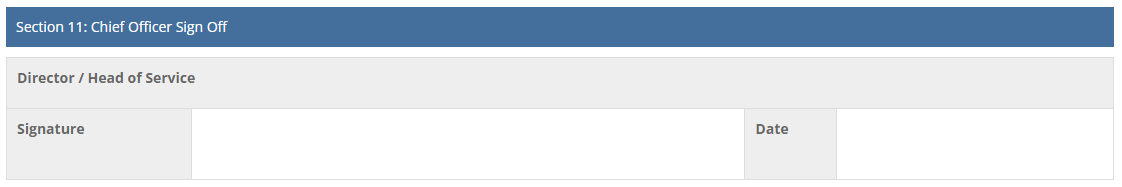 Section 11: Chief Officer Sign Off
Director / Head of Service
Signature
Date